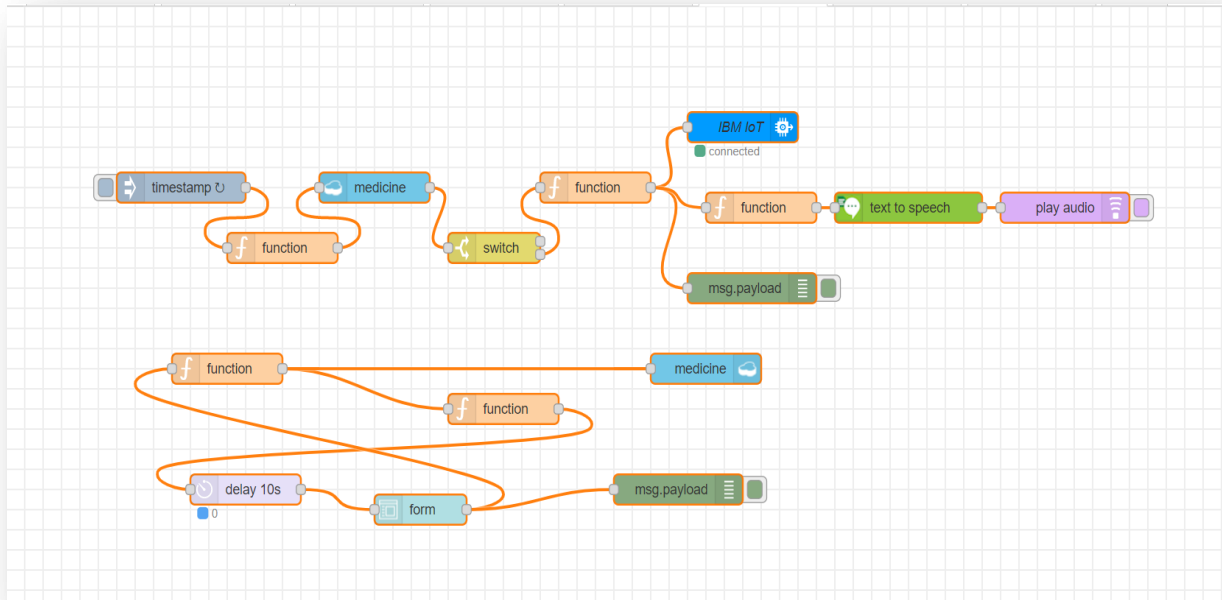 IBM IoT
connected
timestamp ↻
medicine
function
function
text to speech
play audio
function
function
switch
msg.payload
function
medicine
function
delay 10s
msg.payload
form
0